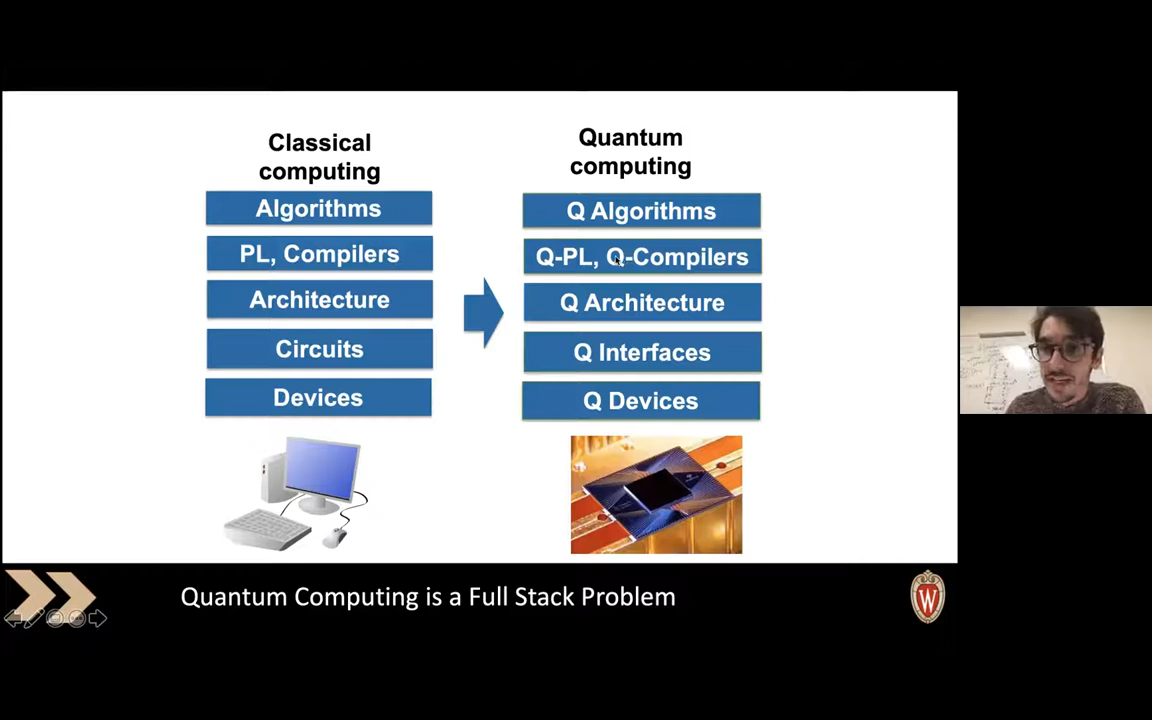 Classical
computing
Algorithms
PL, Compilers
Architecture
Circuits
Devices
Quantum
computing
Q Algorithms
Q-PL, Q-Compilers
Q Architecture
Q Interfaces
Q Devices
Quantum Computing is a Full Stack Problem
W